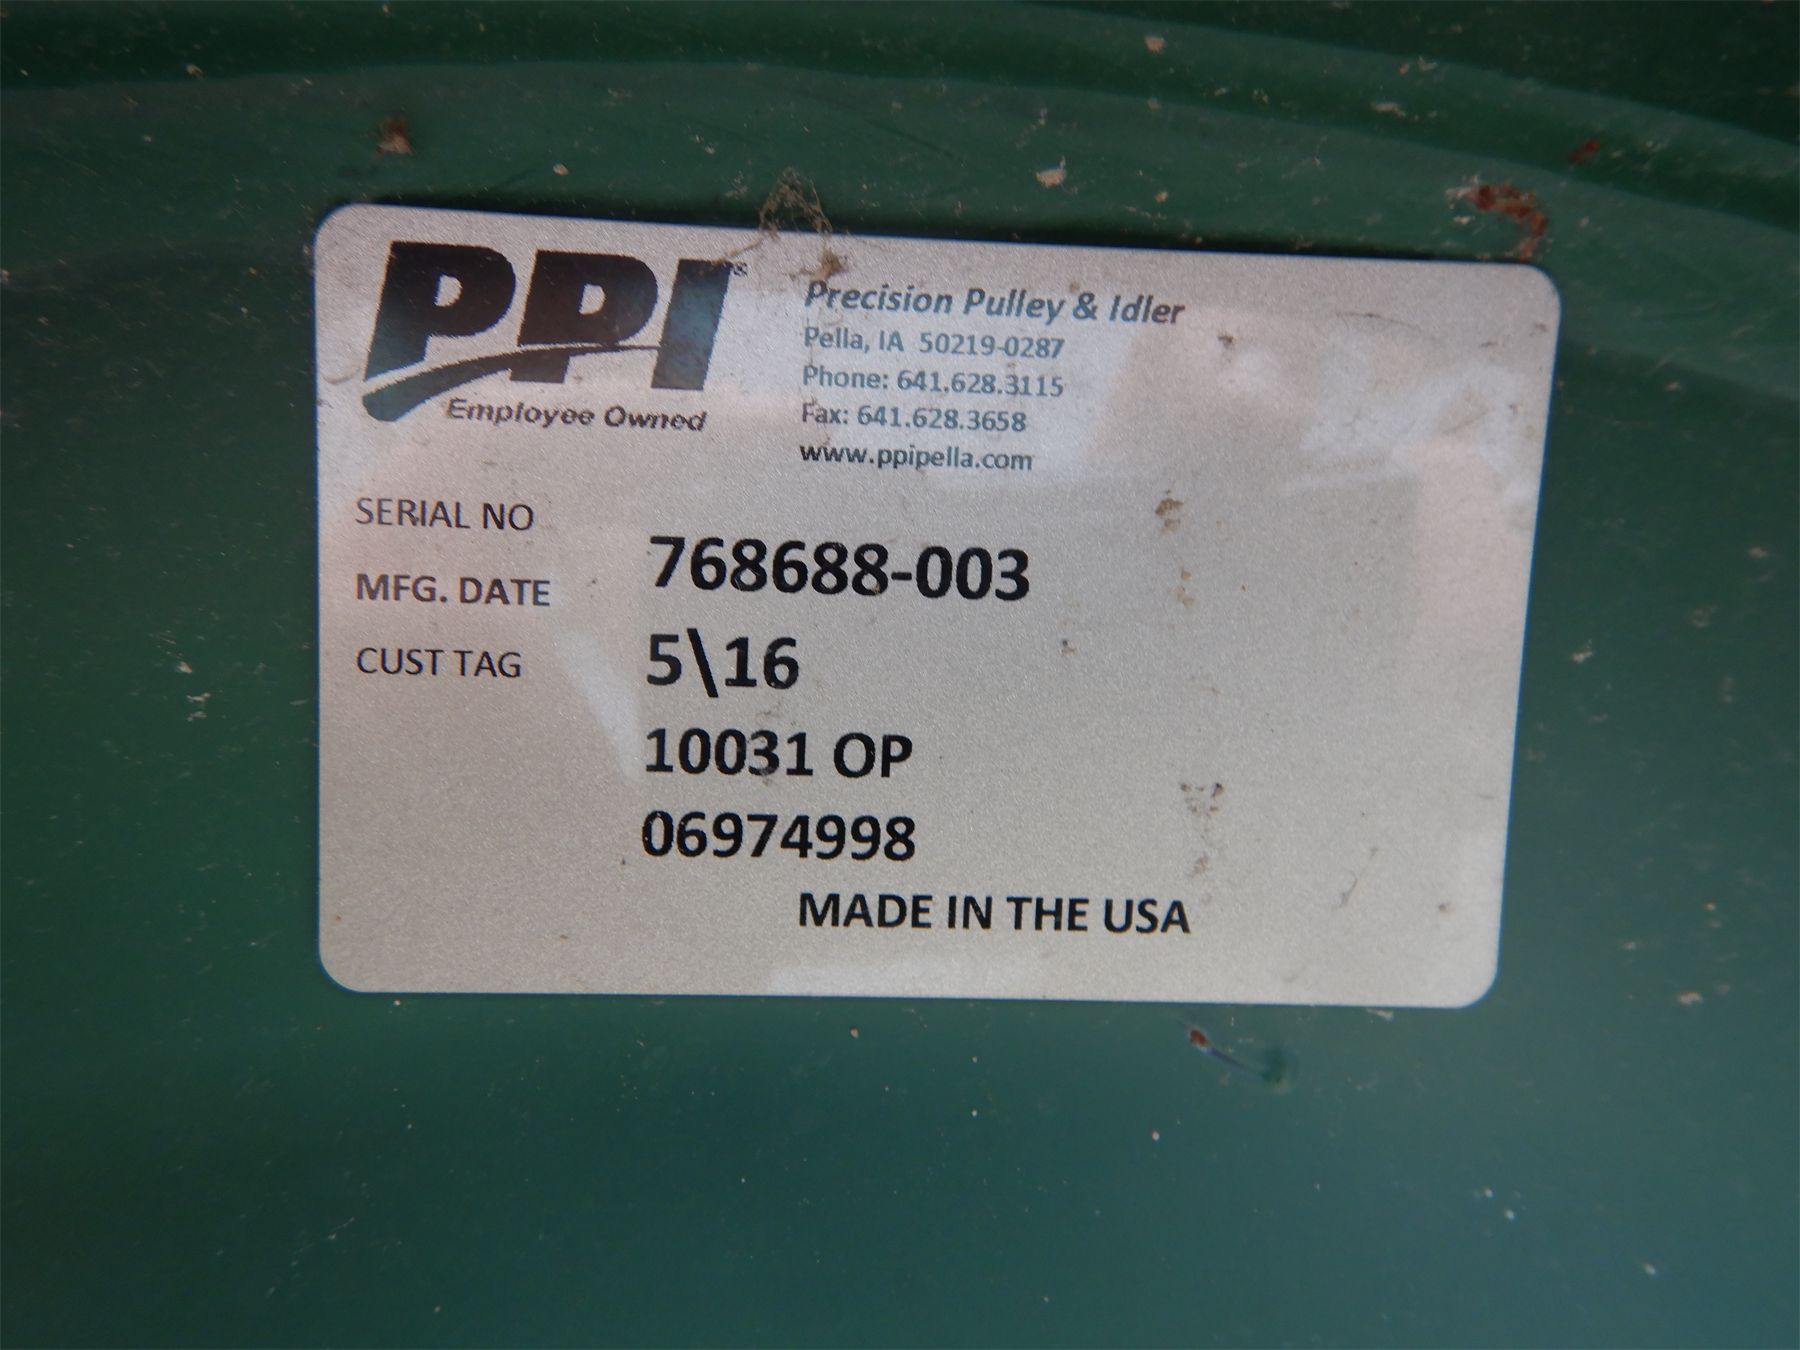 PPI®
Employee Owned
Precision Pulley & Idler
Pella, IA 50219-0287
Phone: 641.628.3115
Fax: 641.628.3658
www.ppipella.com
SERIAL NO
768688-003
MFG. DATE
5\16
CUST TAG
10031 OP
06974998
MADE IN THE USA